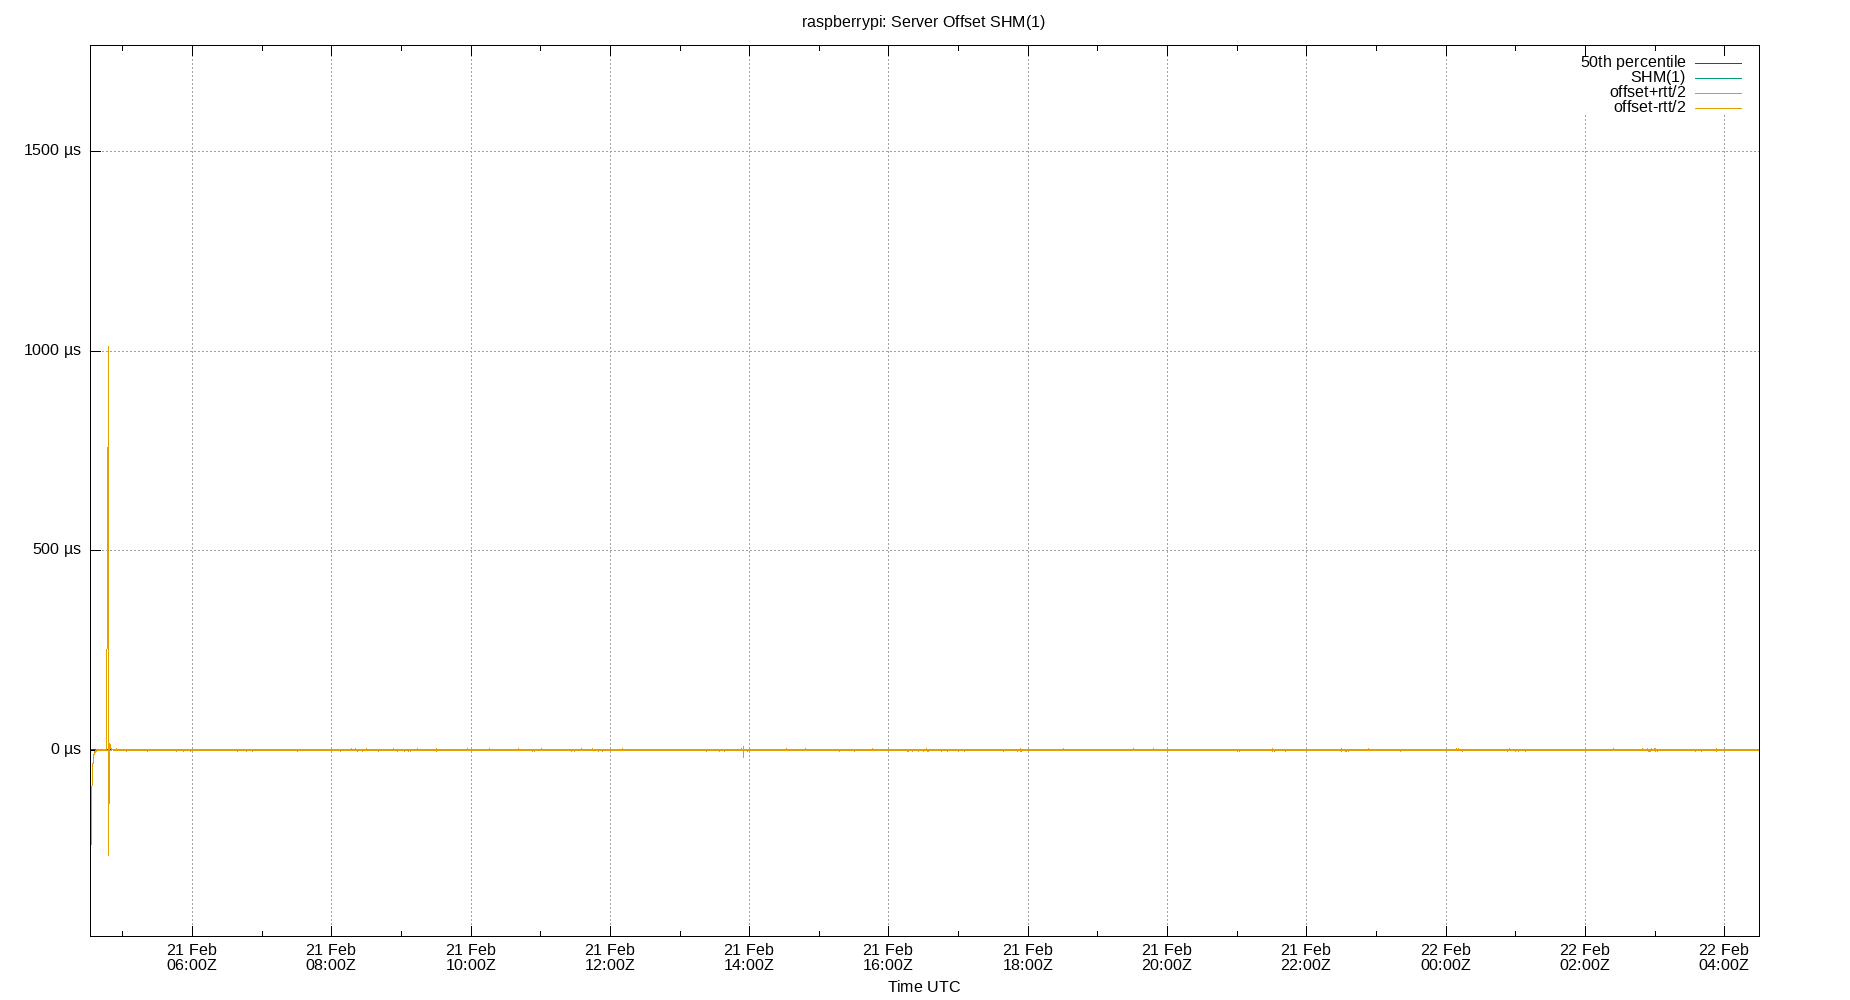 raspberrypi: Server Offset SHM(1)
50th percentile
SHM(1)
offset+rtt/2
offset-rtt/2
1500 µs
1000 µs
500 µs
0 µs
21 Feb 21 Feb 21 Feb 21 Feb 21 Feb 21 Feb 21 Feb 21 Feb 21 Feb 22 Feb 22 Feb 22 Feb
06:00Z 08:00Z 10:00Z 12:00Z 14:00Z 16:00Z 18:00Z 20:00Z 22:00Z 00:00Z 02:00Z 04:00Z
Time UTC